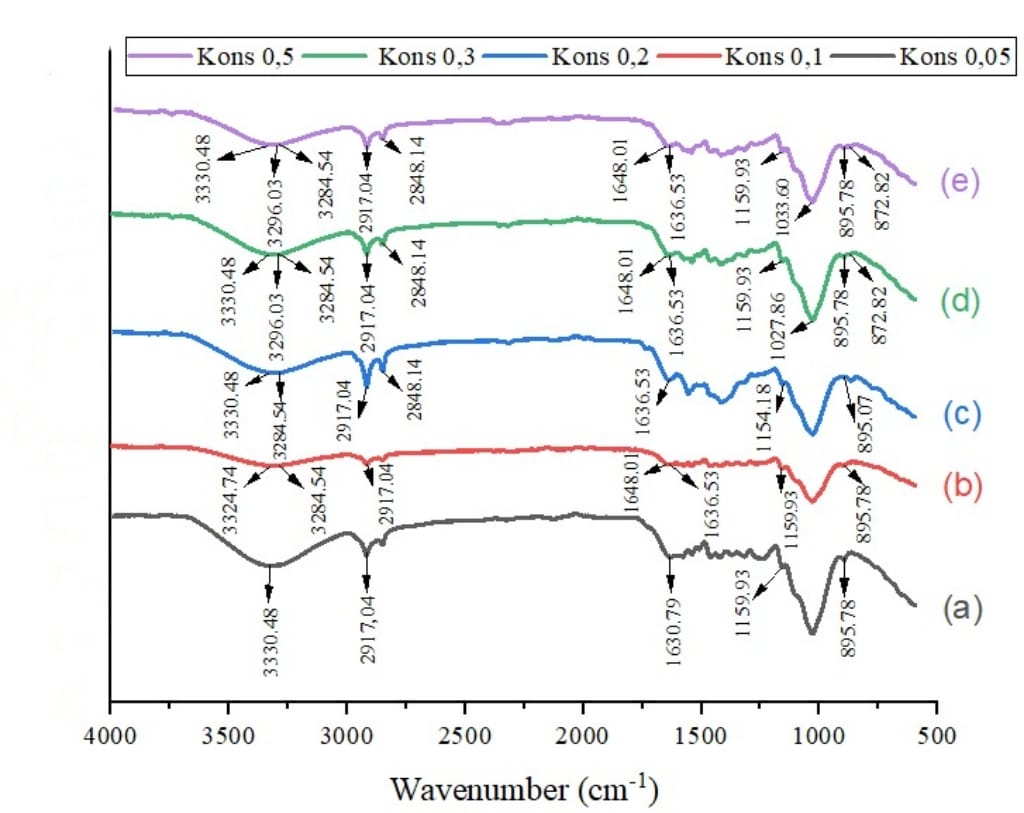 Kons 0,5 Kons 0,3 Kons 0,2 Kons 0,1 Kons 0,05
3330.48 3296.03 3284.54 2917.04 2848.14 1648.01 1636.53 1159.93 1033.60 895.78 872.82 (e)
3330.48 3296.03 3284.54 2917.04 2848.14 1648.01 1636.53 1159.93 1027.86 895.78 872.82 (d)
3330.48 3284.54 2917.04 2848.14 1636.53 1154.18 895.07 (c)
3324.74 3284.54 2917.04 1648.01 1636.53 1159.93 895.78 (b)
3330.48 2917,04 1630.79 1159.93 895.78 (a)
4000 3500 3000 2500 2000 1500 1000 500
Wavenumber (cm-1)